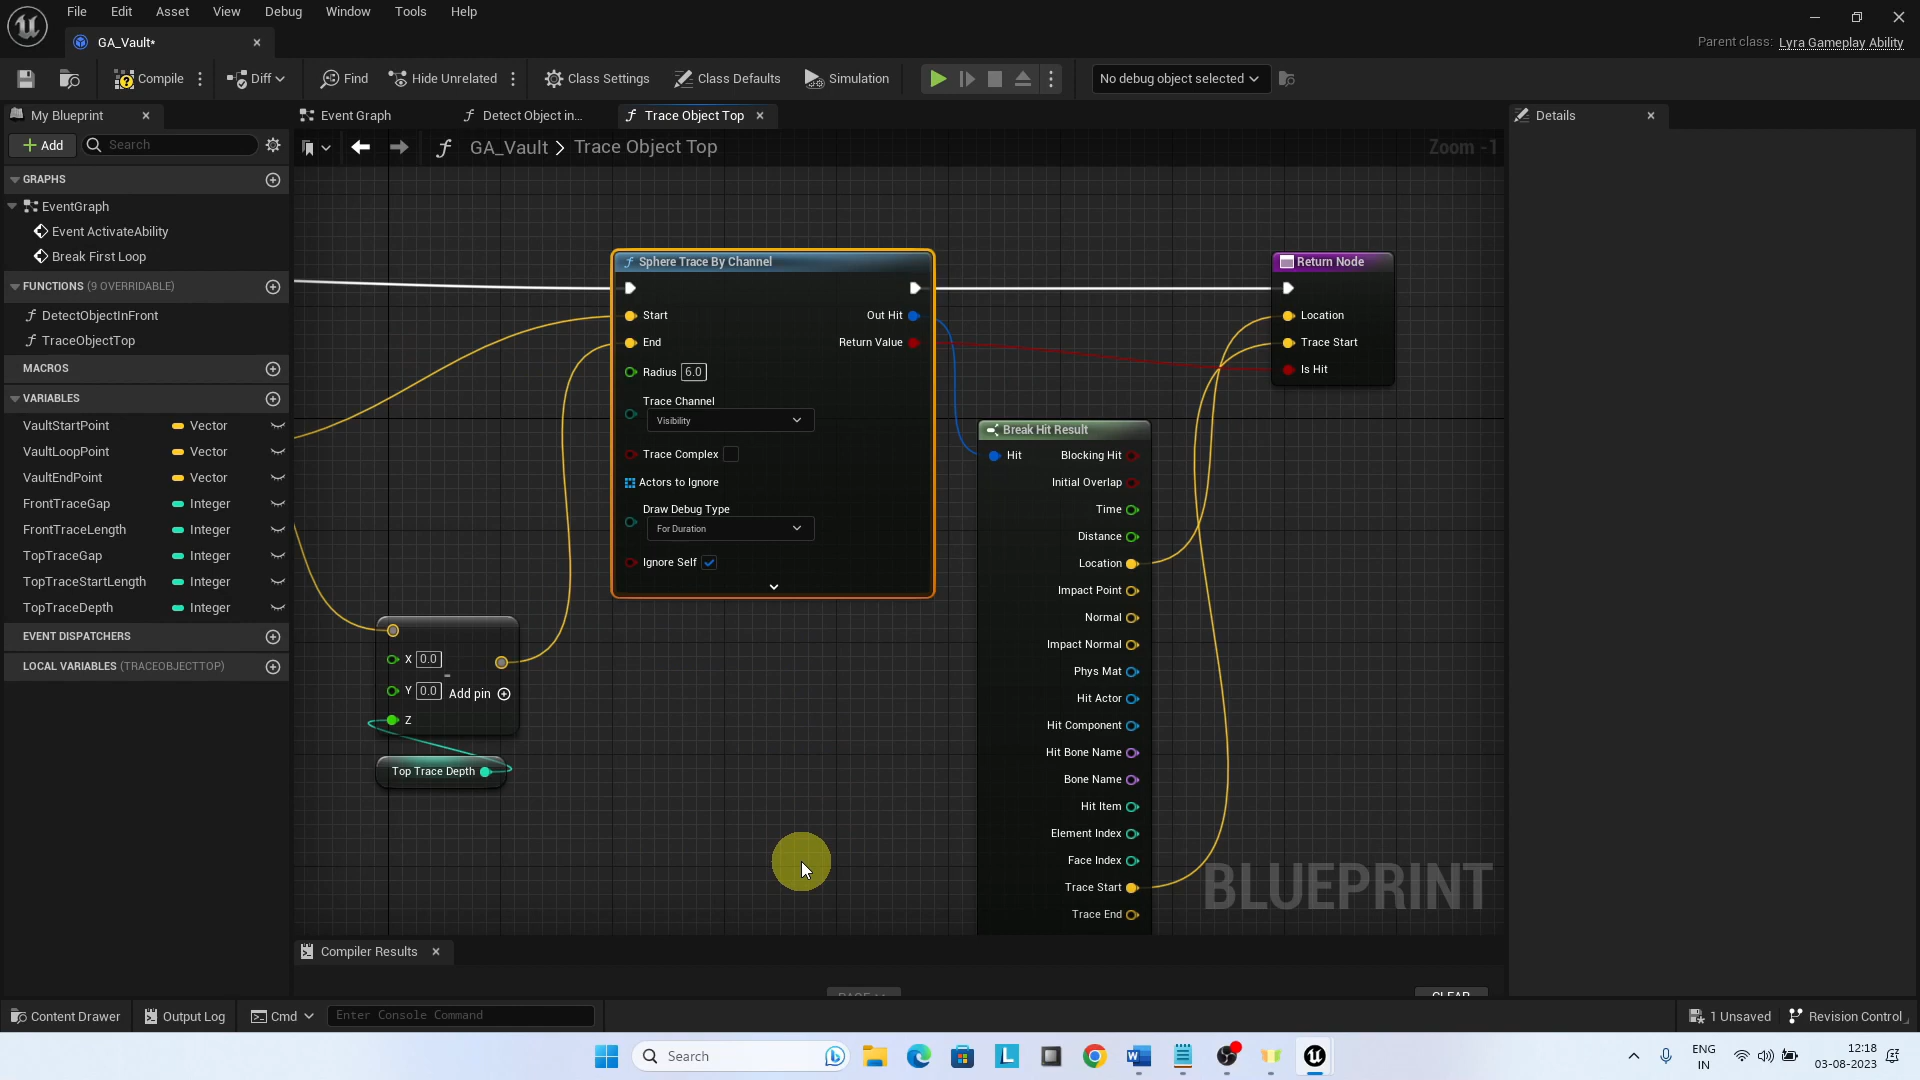 File Edit Asset View Debug Window Tools Help
GA_Vault*
Parent class: Lyra Gameplay Ability
Compile Diff Find Hide Unrelated Class Settings Class Defaults Simulation No debug object selected
My Blueprint
Event Graph Detect Object in... Trace Object Top
Details
Add Search
GA_Vault > Trace Object Top
Zoom -1
GRAPHS
EventGraph
Event ActivateAbility
Break First Loop
FUNCTIONS (9 OVERRIDABLE)
DetectObjectInFront
TraceObjectTop
MACROS
VARIABLES
VaultStartPoint Vector
VaultLoopPoint Vector
VaultEndPoint Vector
FrontTraceGap Integer
FrontTraceLength Integer
TopTraceGap Integer
TopTraceStartLength Integer
TopTraceDepth Integer
EVENT DISPATCHERS
LOCAL VARIABLES (TRACEOBJECTTOP)
Sphere Trace By Channel
Start Out Hit
End Return Value
Radius 6.0
Trace Channel
Visibility
Trace Complex
Actors to Ignore
Draw Debug Type
For Duration
Ignore Self
X 0.0
Y 0.0 Add pin
Z
Top Trace Depth
Break Hit Result
Hit Blocking Hit
Initial Overlap
Time
Distance
Location
Impact Point
Normal
Impact Normal
Phys Mat
Hit Actor
Hit Component
Hit Bone Name
Bone Name
Hit Item
Element Index
Face Index
Trace Start
Trace End
Return Node
Location
Trace Start
Is Hit
BLUEPRINT
Compiler Results
CLEAR
Content Drawer Output Log Cmd Enter Console Command 1 Unsaved Revision Control
Search
ENG
IN
12:18
03-08-2023